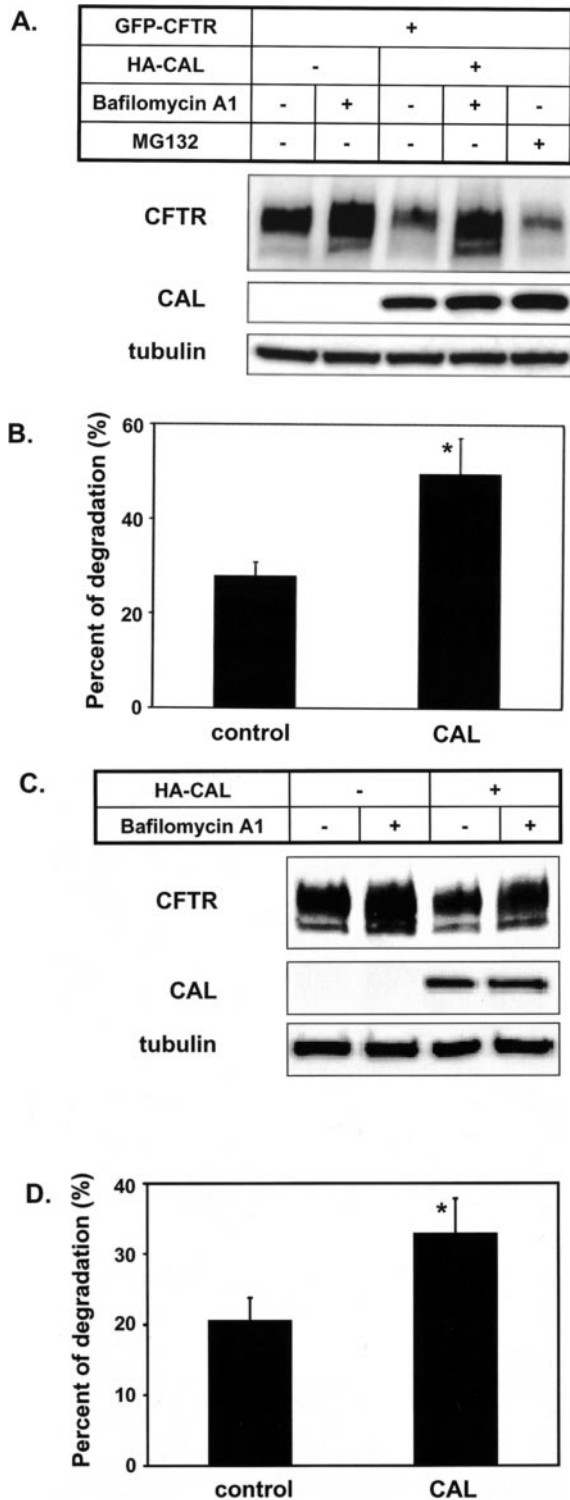 A.
GFP-CFTR +
HA-CAL - +
Bafilomycin A1 - + - + -
MG132 - - - - +
CFTR
CAL
tubulin
B.
Percent of degradation (%)
60
40
20
0
*
control CAL
C.
HA-CAL - +
Bafilomycin A1 - + - +
CFTR
CAL
tubulin
D.
Percent of degradation (%)
40
30
20
10
0
*
control CAL